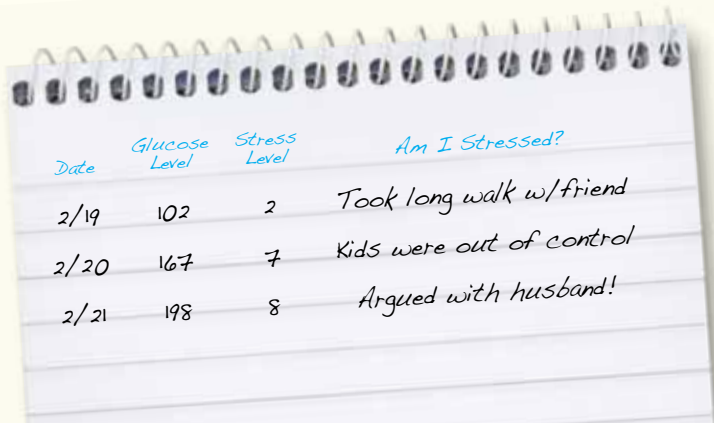 Date Glucose Level Stress Level Am I Stressed?
2/19 102 2 Took long walk w/friend
2/20 167 7 Kids were out of control
2/21 198 8 Argued with husband!